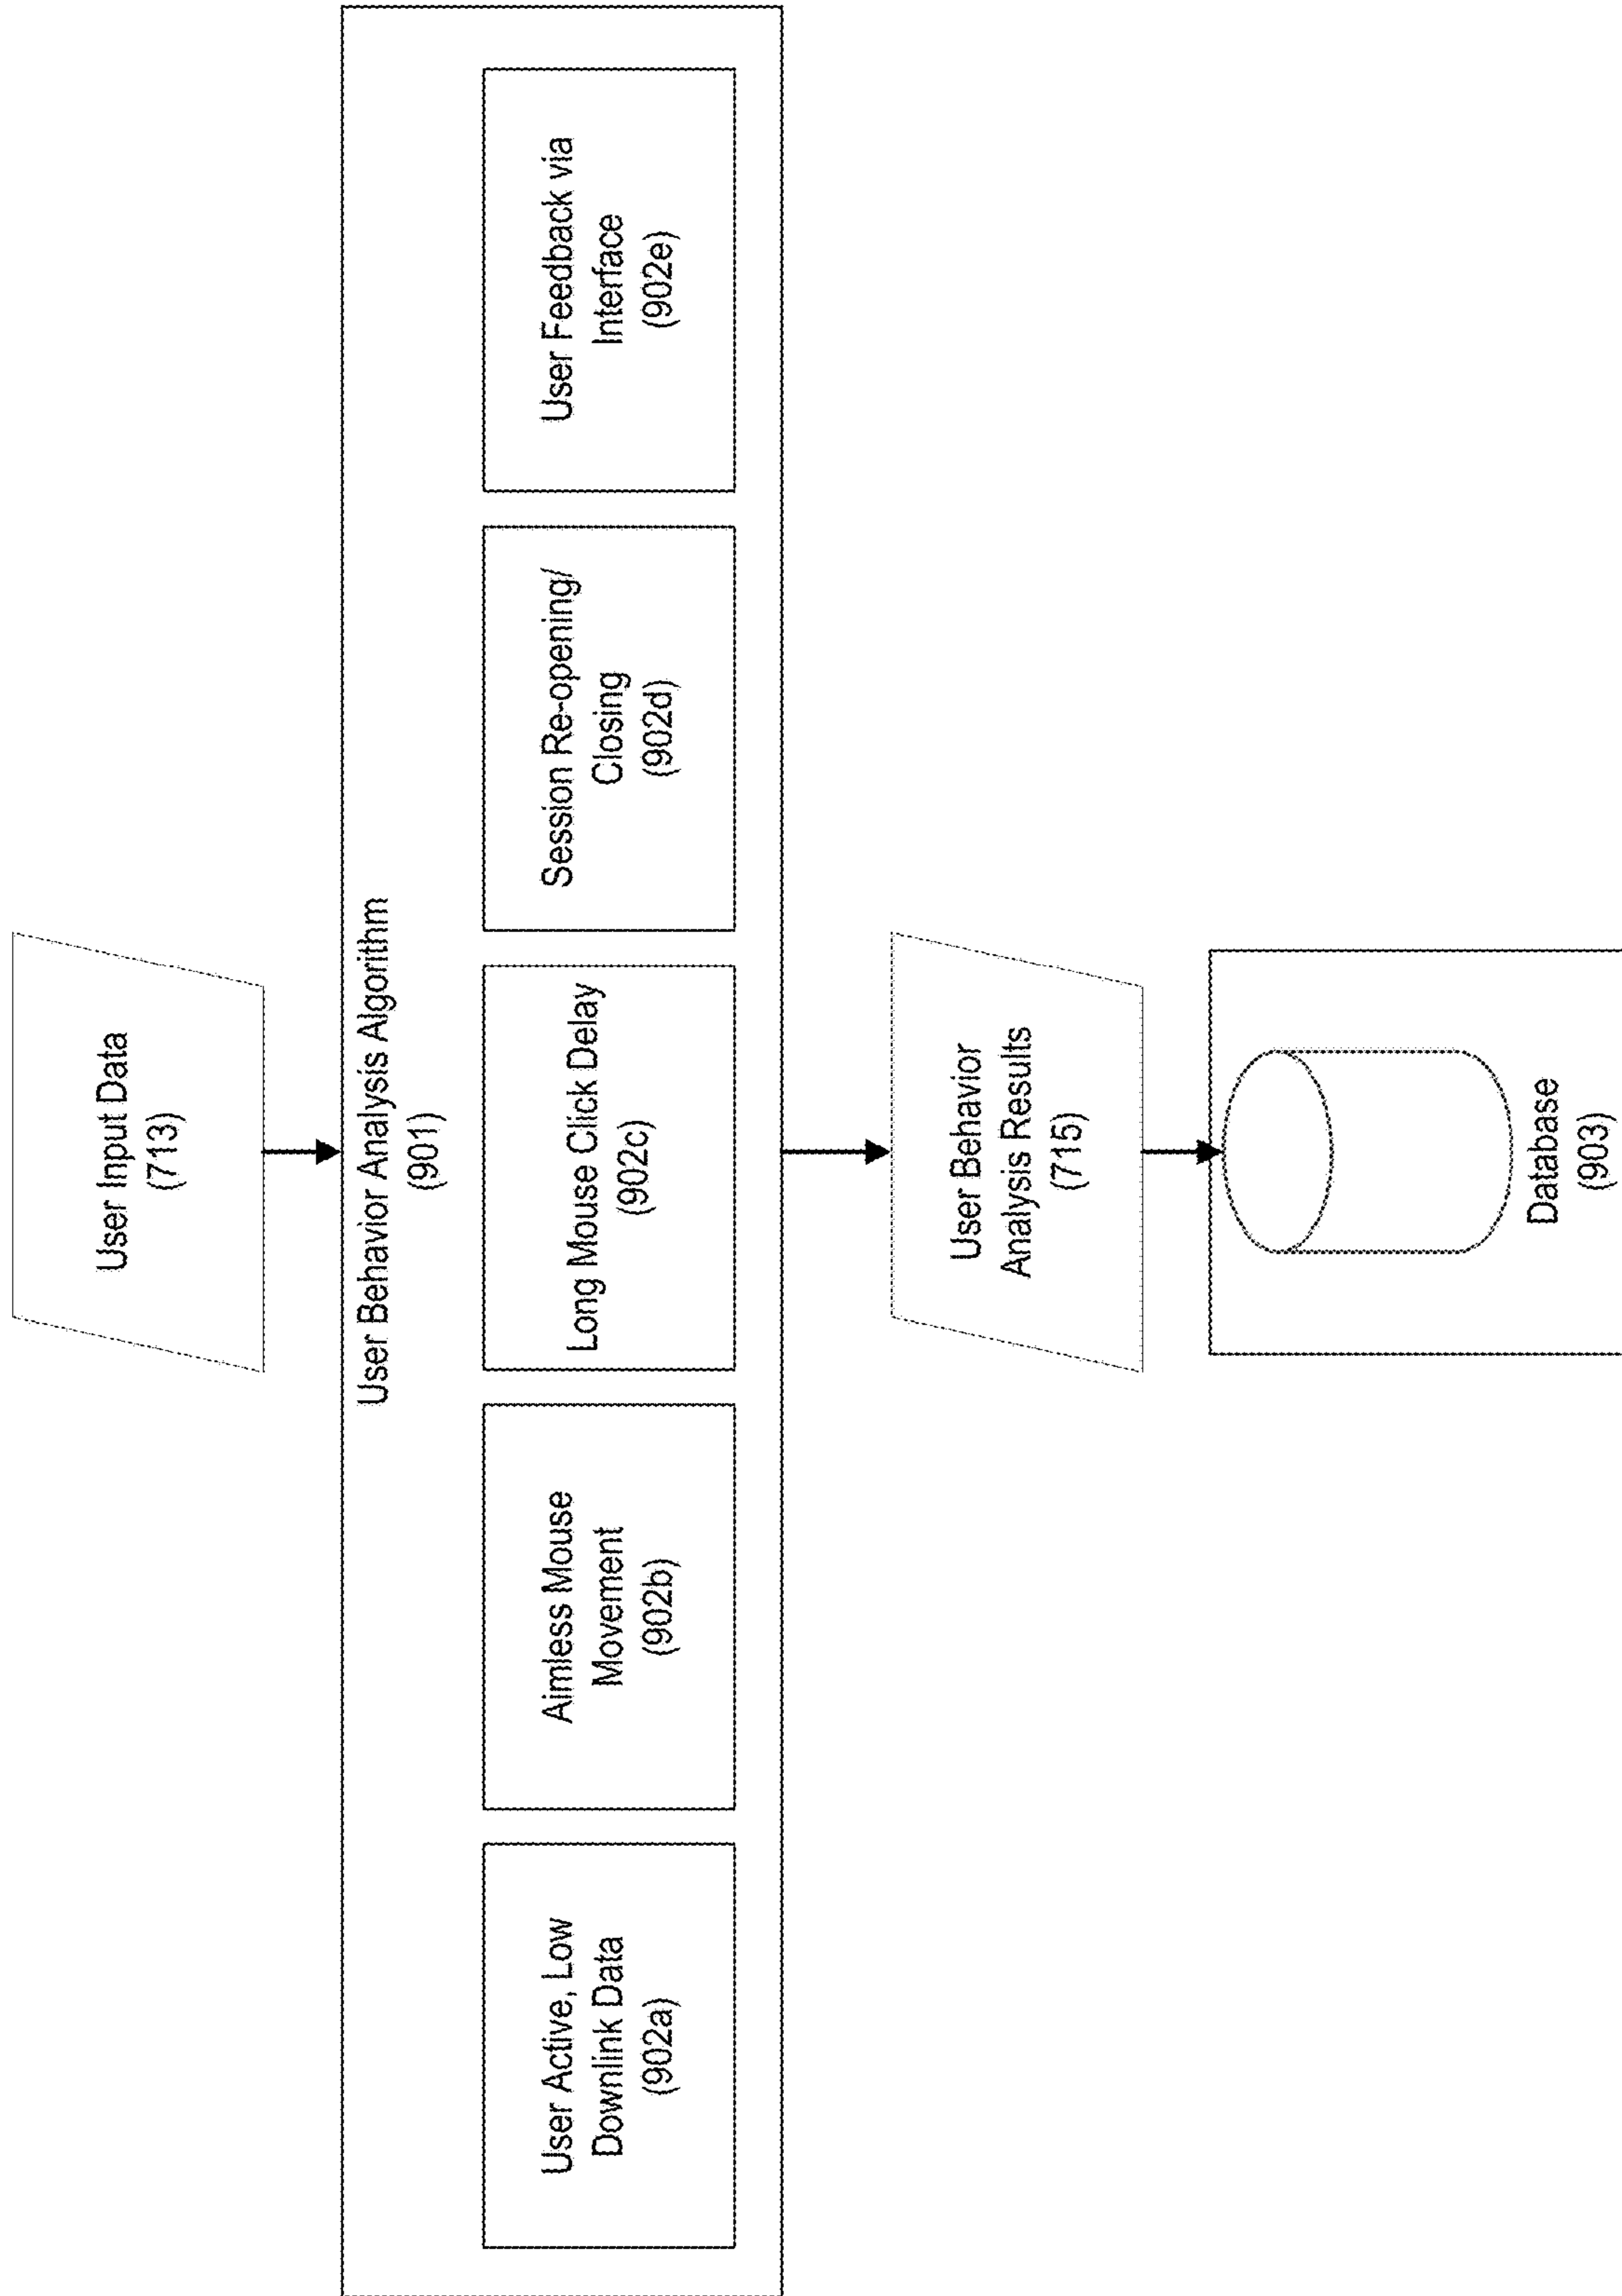 User Input Data
(713)
User Behavior Analysis Algorithm
(901)
User Active, Low
Downlink Data
(902a)
Aimless Mouse
Movement
(902b)
Long Mouse Click Delay
(902c)
Session Re-opening/
Closing
(902d)
User Feedback via
Interface
(902e)
User Behavior
Analysis Results
(715)
Database
(903)